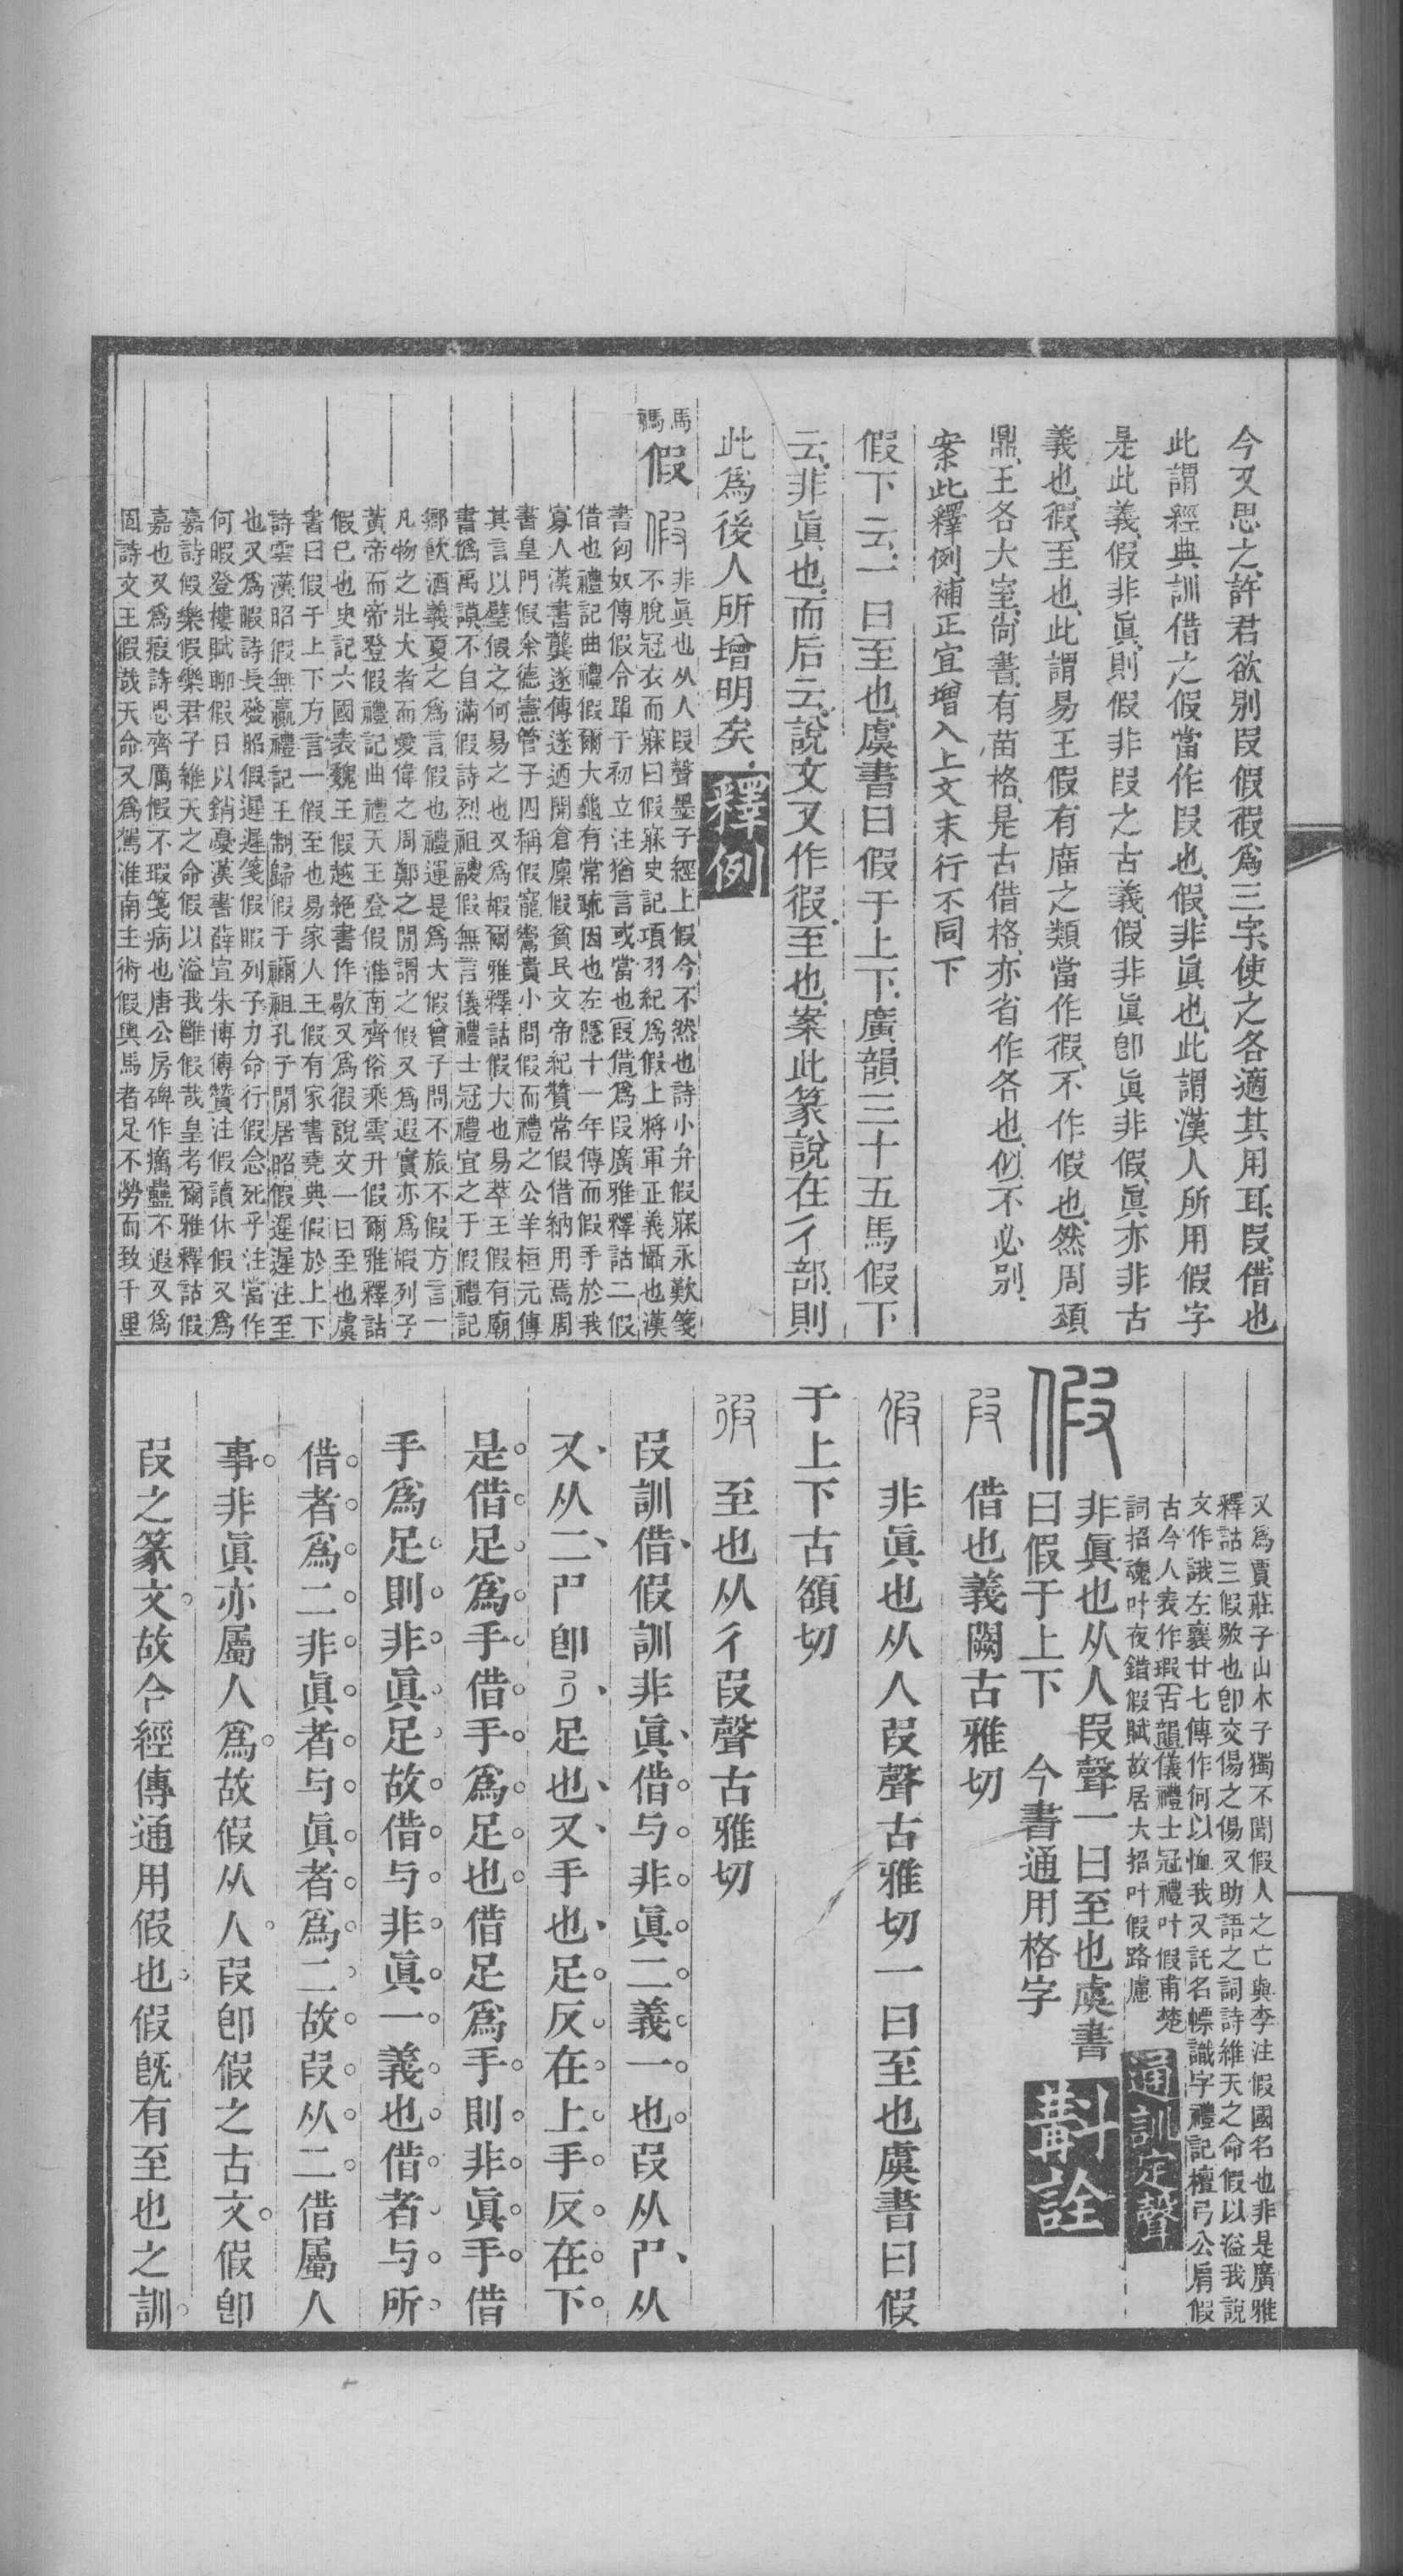 今又思之、許君欲別叚假徦爲三字、使之各適其用耳、叚、借也
此謂經典訓借之假當作叚也、假、非眞也、此謂漢人所用假字
是此義、假非眞、則假非叚之古義、假非眞卽眞非假、眞亦非古
義也、徦、至也、此謂易王假有廟之類當作徦、不作假也、然周頌
鼎、王各大室、尙書、有苗格、是古借格、亦省作各也、似不必別、
案此釋例補正宜增入上文末行不同下
假下云、一曰至也、虞書曰假于上下、廣韻三十五馬假下
云、非眞也、而后云、說文又作徦、至也、案此篆說在彳部、則
此爲後人所增明矣、釋例
馬
禡
假
假
非眞也从人叚聲墨子經上假今不然也詩小弁假寐永歎箋
不脫冠衣而寐曰假寐史記項羽紀爲假上將軍正義攝也漢
書匈奴傳假令單于初立注猶言或當也叚借爲叚廣雅釋詁二假
借也禮記曲禮假爾大龜有常疏因也左隱十一年傳而假手於我
寡人漢書龔遂傳遂迺開倉廩假貧民文帝紀贊常假借納用焉周
書皇門假余德憲管子四稱假寵鬻貴小問假而禮之公羊桓元傳
其言以璧假之何易之也又爲嘏爾雅釋詁假大也易萃王假有廟
書僞禹謨不自滿假詩烈祖鬷假無言儀禮士冠禮宜之于假禮記
鄉飮酒義夏之爲言假也禮運是爲大假曾子問不旅不假方言一
凡物之壯大者而愛偉之周鄭之閒謂之假又爲遐實亦爲嘏列子
黃帝而帝登假禮記曲禮天王登假淮南齊俗乘雲升假爾雅釋詁
假已也史記六國表魏王假越絕書作歇又爲徦說文一曰至也虞
書曰假于上下方言一假至也易家人王假有家書堯典假於上下
詩雲漢昭假無贏禮記王制歸假于禰祖孔子閒居昭假遲遲注至
也又爲暇詩長發昭假遲遲箋假暇列子力命行假念死乎注當作
何暇登樓賦聊假日以銷憂漢書薛宣朱博傳贊注假讀休假又爲
嘉詩假樂假樂君子維天之命假以溢我雝假哉皇考爾雅釋詁假
嘉也又爲瘕詩思齊厲假不瑕箋病也唐公房碑作癘蠱不遐又爲
固詩文王假哉天命又爲駕淮南主術假輿馬者足不勞而致千里
又爲賈莊子山木子獨不聞假人之亡與李注假國名也非是廣雅
釋詁三假敭也卽交傷之傷又助語之詞詩維天之命假以溢我說
文作誐左襄廿七傳作何以恤我又託名幖識字禮記檀弓公肩假
古今人表作瑕古韻儀禮士冠禮叶假甫楚
詞招魂叶夜錯假賦故居大招叶假路慮通訓定聲
假
非眞也从人叚聲一曰至也虞書
曰假于上下 今書通用格字 斠詮
叚 借也義闕古雅切
假 非眞也从人叚聲古雅切一曰至也虞書曰假
于上下古頟切
徦 至也从彳叚聲古雅切
叚訓借假訓非眞借与非眞二義一也叚从尸从
又从二尸卽足也又手也足反在上手反在下
是借足爲手借手爲足也借足爲手則非眞手借
手爲足則非眞足故借与非眞一義也借者与所
借者爲二非眞者与眞者爲二故叚从二借屬人
事非眞亦屬人爲故假从人叚卽假之古文假卽
叚之篆文故今經傳通用假也假旣有至也之訓